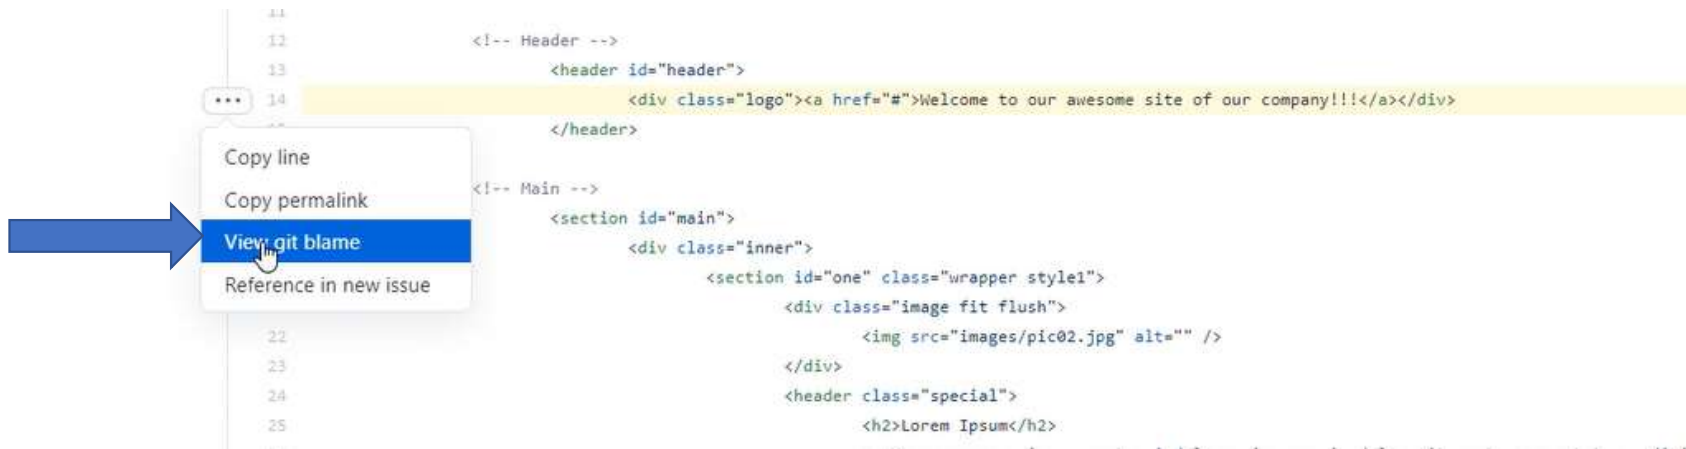 11
12 <!-- Header -->
13 <header id="header">
14 <div class="logo"><a href="#">Welcome to our awesome site of our company!!!</a></div>
</header>
Copy line
Copy permalink
View git blame
Reference in new issue
<!-- Main -->
<section id="main">
<div class="inner">
<section id="one" class="wrapper style1">
<div class="image fit flush">
22 <img src="images/pic02.jpg" alt="" />
23 </div>
24 <header class="special">
25 <h2>Lorem Ipsum</h2>